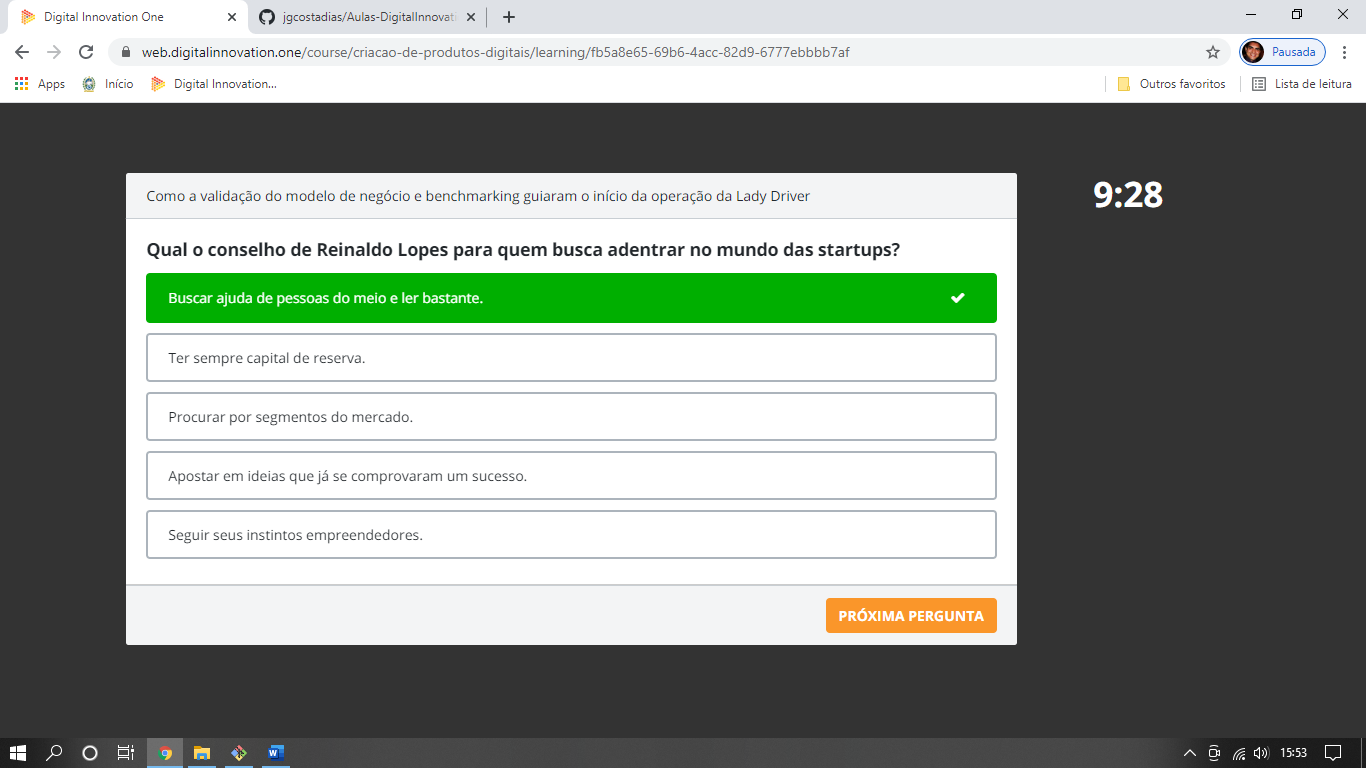 Digital Innovation One
jgcostadias/Aulas-DigitalInnovati
web.digitalinnovation.one/course/criacao-de-produtos-digitais/learning/fb5a8e65-69b6-4acc-82d9-6777ebbbb7af
Pausada
Apps
Início
Digital Innovation...
Outros favoritos
Lista de leitura
Como a validação do modelo de negócio e benchmarking guiaram o início da operação da Lady Driver
9:28
Qual o conselho de Reinaldo Lopes para quem busca adentrar no mundo das startups?
Buscar ajuda de pessoas do meio e ler bastante.
Ter sempre capital de reserva.
Procurar por segmentos do mercado.
Apostar em ideias que já se comprovaram um sucesso.
Seguir seus instintos empreendedores.
PRÓXIMA PERGUNTA
15:53